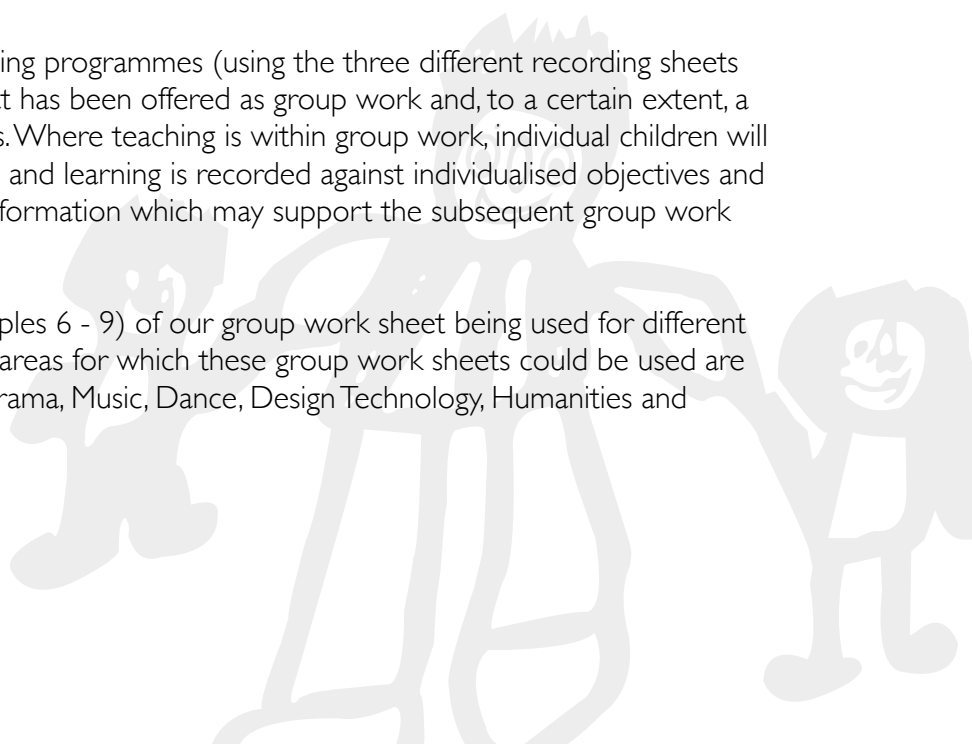 ing programmes (using the three different recording sheets
t has been offered as group work and, to a certain extent, a
s. Where teaching is within group work, individual children will
and learning is recorded against individualised objectives and
formation which may support the subsequent group work
ples 6 - 9) of our group work sheet being used for different
areas for which these group work sheets could be used are
rama, Music, Dance, Design Technology, Humanities and